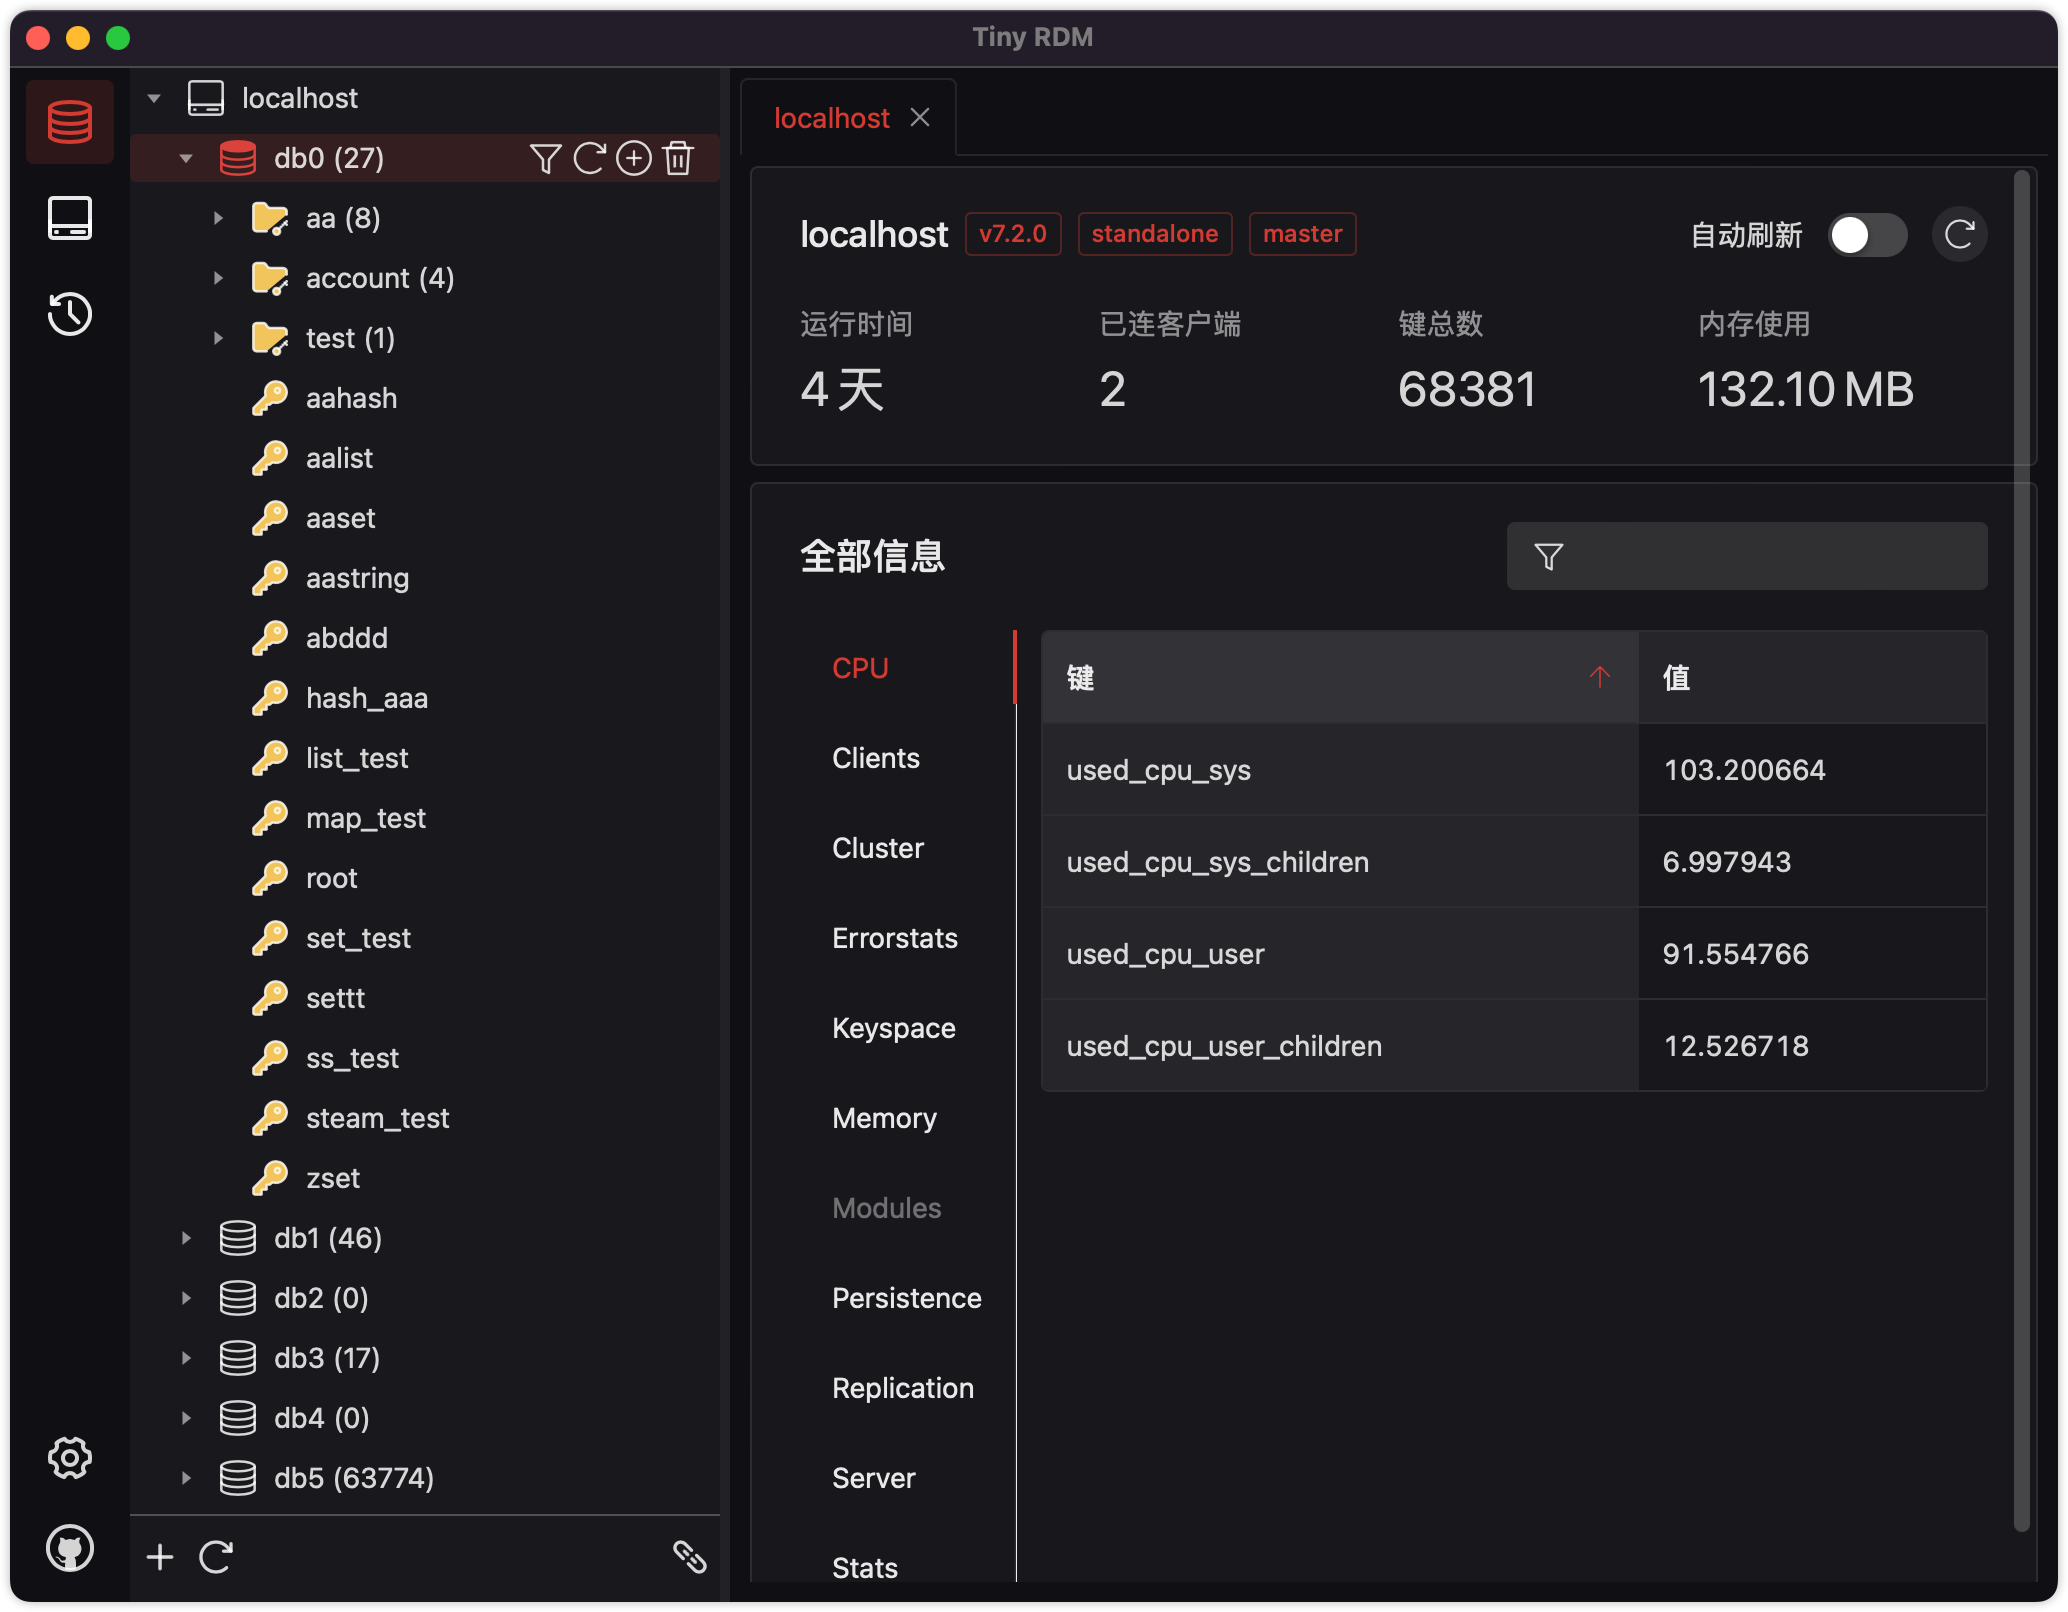 Tiny RDM
localhost
db0 (27)
aa (8)
account (4)
test (1)
aahash
aalist
aaset
aastring
abddd
hash_aaa
list_test
map_test
root
set_test
settt
ss_test
steam_test
zset
db1 (46)
db2 (0)
db3 (17)
db4 (0)
db5 (63774)
localhost
localhost v7.2.0 standalone master 自动刷新
运行时间 已连客户端 键总数 内存使用
4 天 2 68381 132.10 MB
全部信息
CPU
Clients
Cluster
Errorstats
Keyspace
Memory
Modules
Persistence
Replication
Server
Stats
键 值
used_cpu_sys 103.200664
used_cpu_sys_children 6.997943
used_cpu_user 91.554766
used_cpu_user_children 12.526718